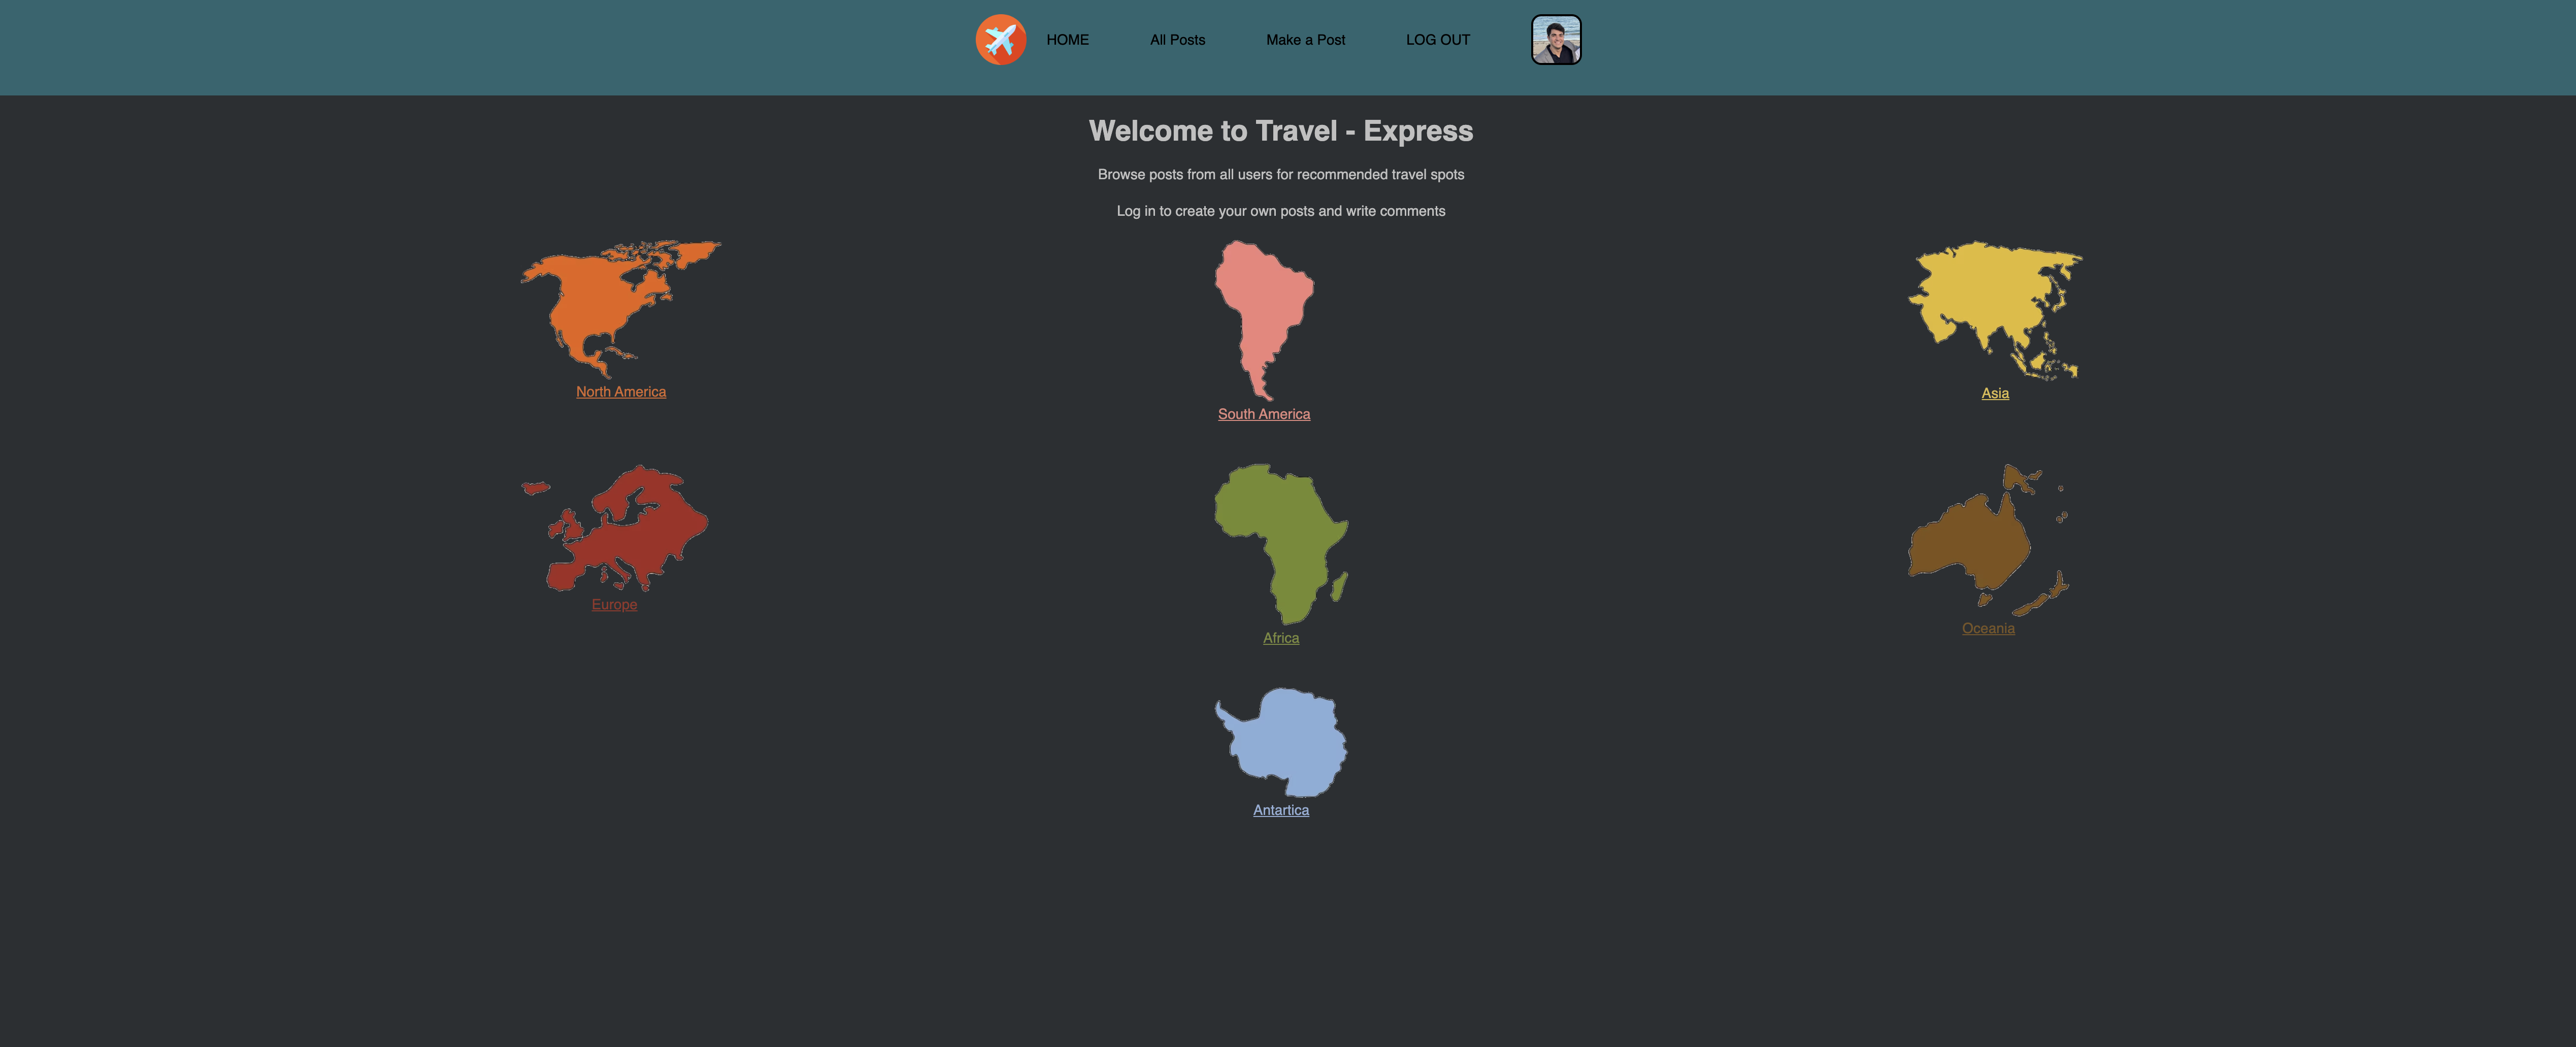 HOME
All Posts
Make a Post
LOG OUT
Welcome to Travel - Express
Browse posts from all users for recommended travel spots
Log in to create your own posts and write comments
North America
South America
Asia
Europe
Africa
Oceania
Antartica